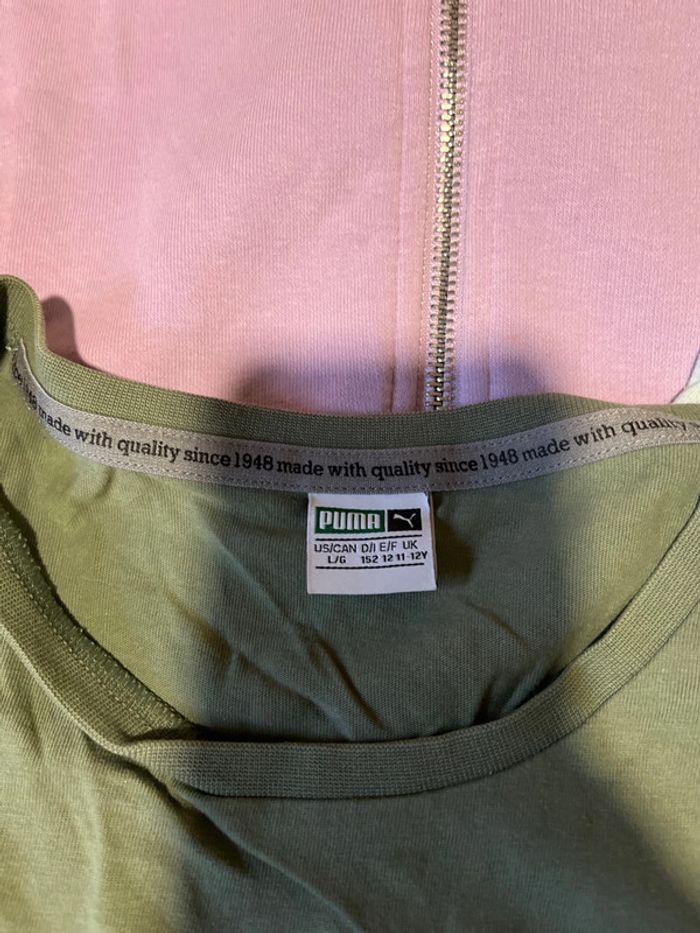 made with quality since 1948 made with quality since 1948 made with quality
PUMA
US/CAN D/I E/F UK
L/G 152 12 11-12Y